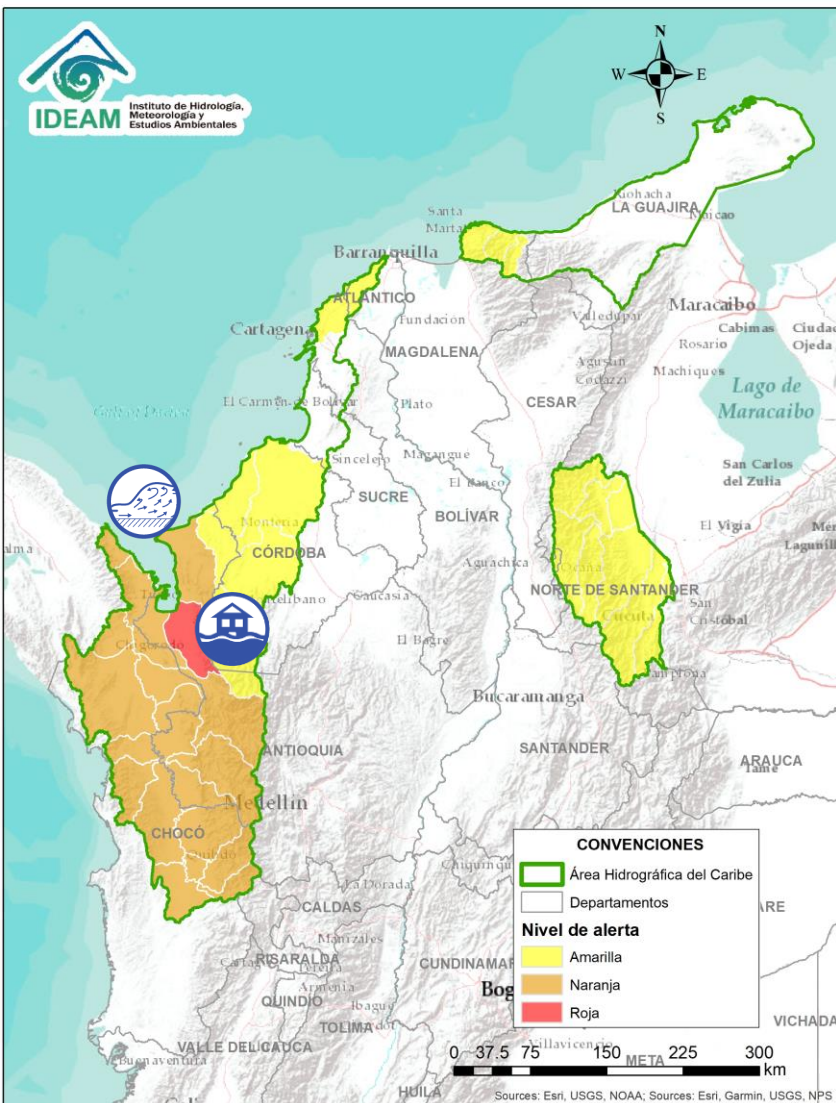 IDEAM
Instituto de Hidrología,
Meteorología y
Estudios Ambientales
N
W
E
S
Riohacha
LA GUAJIRA
Maicao
Santa
Marta
Barranquilla
ATLÁNTICO
Cartagena
Fundación
MAGDALENA
Valledupar
Maracaibo
Cabimas
Ciudad
Ojeda
Rosario
Machiques
Agustín
Codazzi
CESAR
Lago de
Maracaibo
El Carmen de Bolívar
Plato
Sincelejo
Magangué
SUCRE
El Banco
BOLÍVAR
San Carlos
del Zulia
El Vigía
Montería
CÓRDOBA
Aguachica
Ocaña
NORTE DE SANTANDER
Cúcuta
San
Cristóbal
Caucasia
El Bagre
Turbo
Chigorodó
Pamplona
Bucaramanga
SANTANDER
ARAUCA
Tame
ANTIOQUIA
Medellín
CHOCÓ
Quibdó
La Dorada
CALDAS
Manizales
RISARALDA
Pereira
Armenia
QUINDÍO
Ibagué
TOLIMA
CUNDINAMAR
Bog
VALLE DEL CAUCA
Buenaventura
Villavicencio
META
VICHADA
HUILA
CONVENCIONES
Área Hidrográfica del Caribe
Departamentos
Nivel de alerta
Amarilla
Naranja
Roja
0 37.5 75 150 225 300
km
Sources: Esri, USGS, NOAA; Sources: Esri, Garmin, USGS, NPS